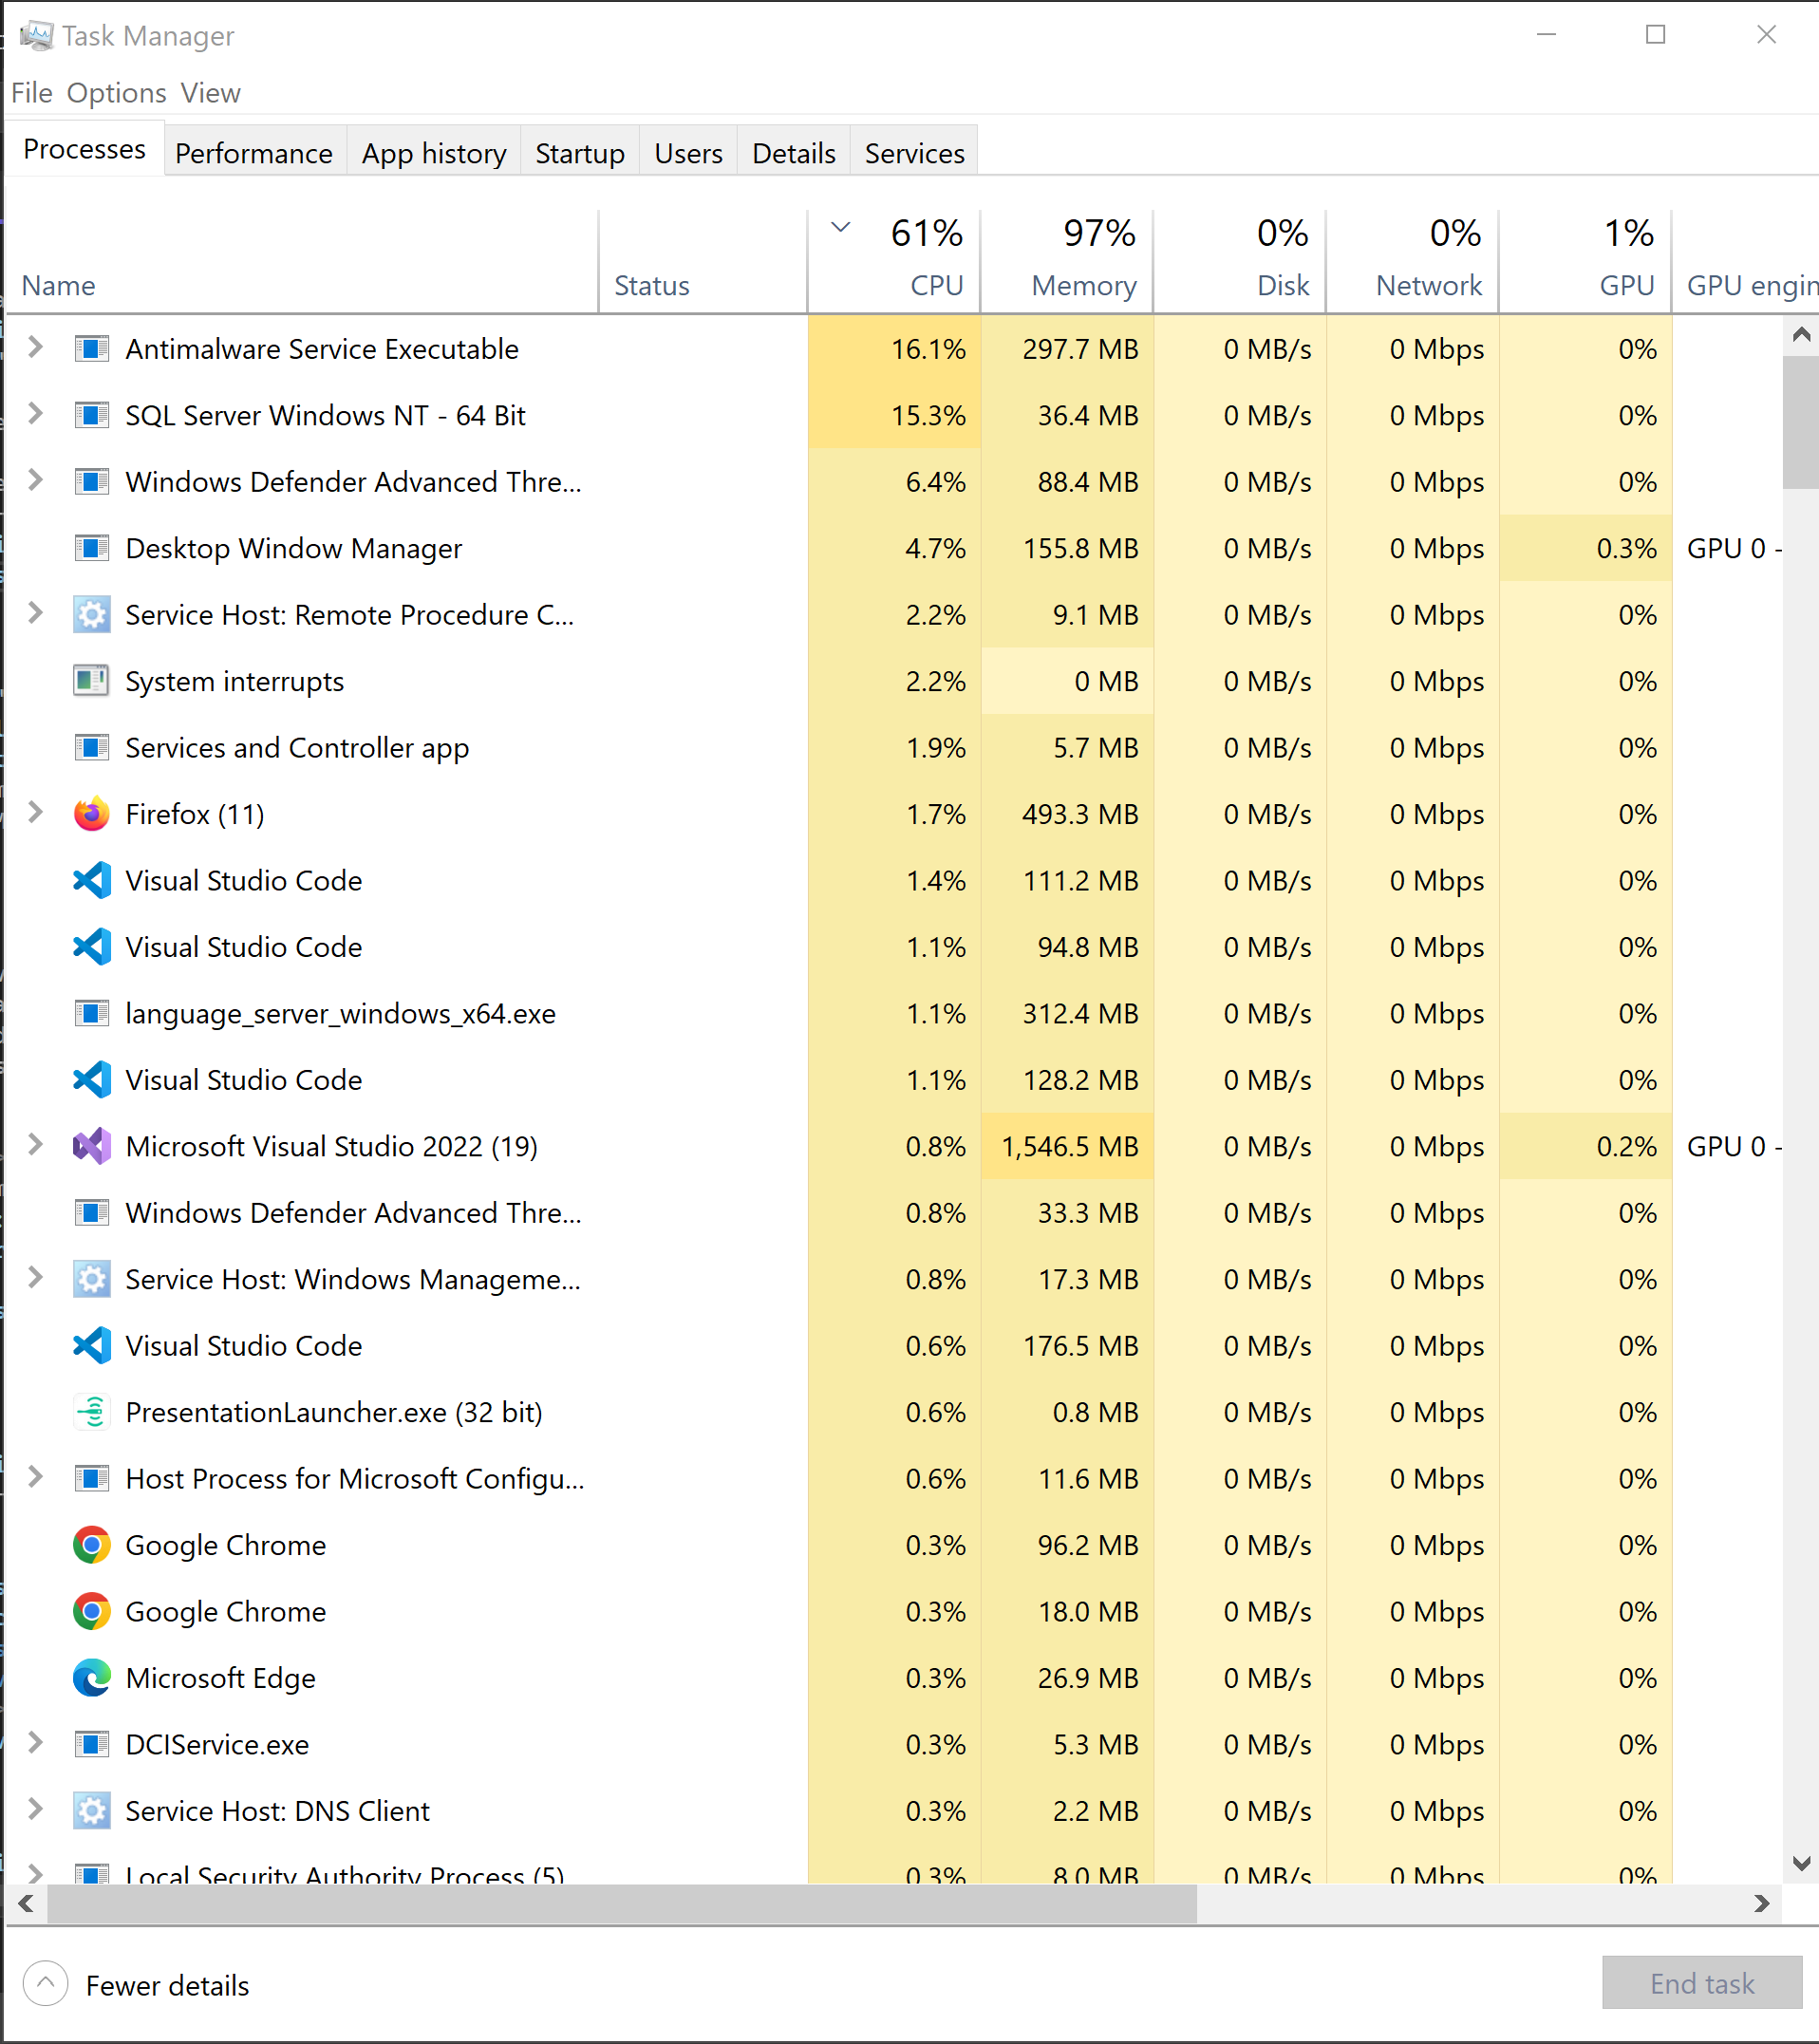 Task Manager
File Options View
Processes Performance App history Startup Users Details Services
61% 97% 0% 0% 1%
Name Status CPU Memory Disk Network GPU GPU engin
Antimalware Service Executable 16.1% 297.7 MB 0 MB/s 0 Mbps 0%
SQL Server Windows NT - 64 Bit 15.3% 36.4 MB 0 MB/s 0 Mbps 0%
Windows Defender Advanced Thre... 6.4% 88.4 MB 0 MB/s 0 Mbps 0%
Desktop Window Manager 4.7% 155.8 MB 0 MB/s 0 Mbps 0.3% GPU 0 -
Service Host: Remote Procedure C... 2.2% 9.1 MB 0 MB/s 0 Mbps 0%
System interrupts 2.2% 0 MB 0 MB/s 0 Mbps 0%
Services and Controller app 1.9% 5.7 MB 0 MB/s 0 Mbps 0%
Firefox (11) 1.7% 493.3 MB 0 MB/s 0 Mbps 0%
Visual Studio Code 1.4% 111.2 MB 0 MB/s 0 Mbps 0%
Visual Studio Code 1.1% 94.8 MB 0 MB/s 0 Mbps 0%
language_server_windows_x64.exe 1.1% 312.4 MB 0 MB/s 0 Mbps 0%
Visual Studio Code 1.1% 128.2 MB 0 MB/s 0 Mbps 0%
Microsoft Visual Studio 2022 (19) 0.8% 1,546.5 MB 0 MB/s 0 Mbps 0.2% GPU 0 -
Windows Defender Advanced Thre... 0.8% 33.3 MB 0 MB/s 0 Mbps 0%
Service Host: Windows Manageme... 0.8% 17.3 MB 0 MB/s 0 Mbps 0%
Visual Studio Code 0.6% 176.5 MB 0 MB/s 0 Mbps 0%
PresentationLauncher.exe (32 bit) 0.6% 0.8 MB 0 MB/s 0 Mbps 0%
Host Process for Microsoft Configu... 0.6% 11.6 MB 0 MB/s 0 Mbps 0%
Google Chrome 0.3% 96.2 MB 0 MB/s 0 Mbps 0%
Google Chrome 0.3% 18.0 MB 0 MB/s 0 Mbps 0%
Microsoft Edge 0.3% 26.9 MB 0 MB/s 0 Mbps 0%
DCIService.exe 0.3% 5.3 MB 0 MB/s 0 Mbps 0%
Service Host: DNS Client 0.3% 2.2 MB 0 MB/s 0 Mbps 0%
Local Security Authority Process (5) 0.3% 8.0 MB 0 MB/s 0 Mbps 0%
Fewer details End task